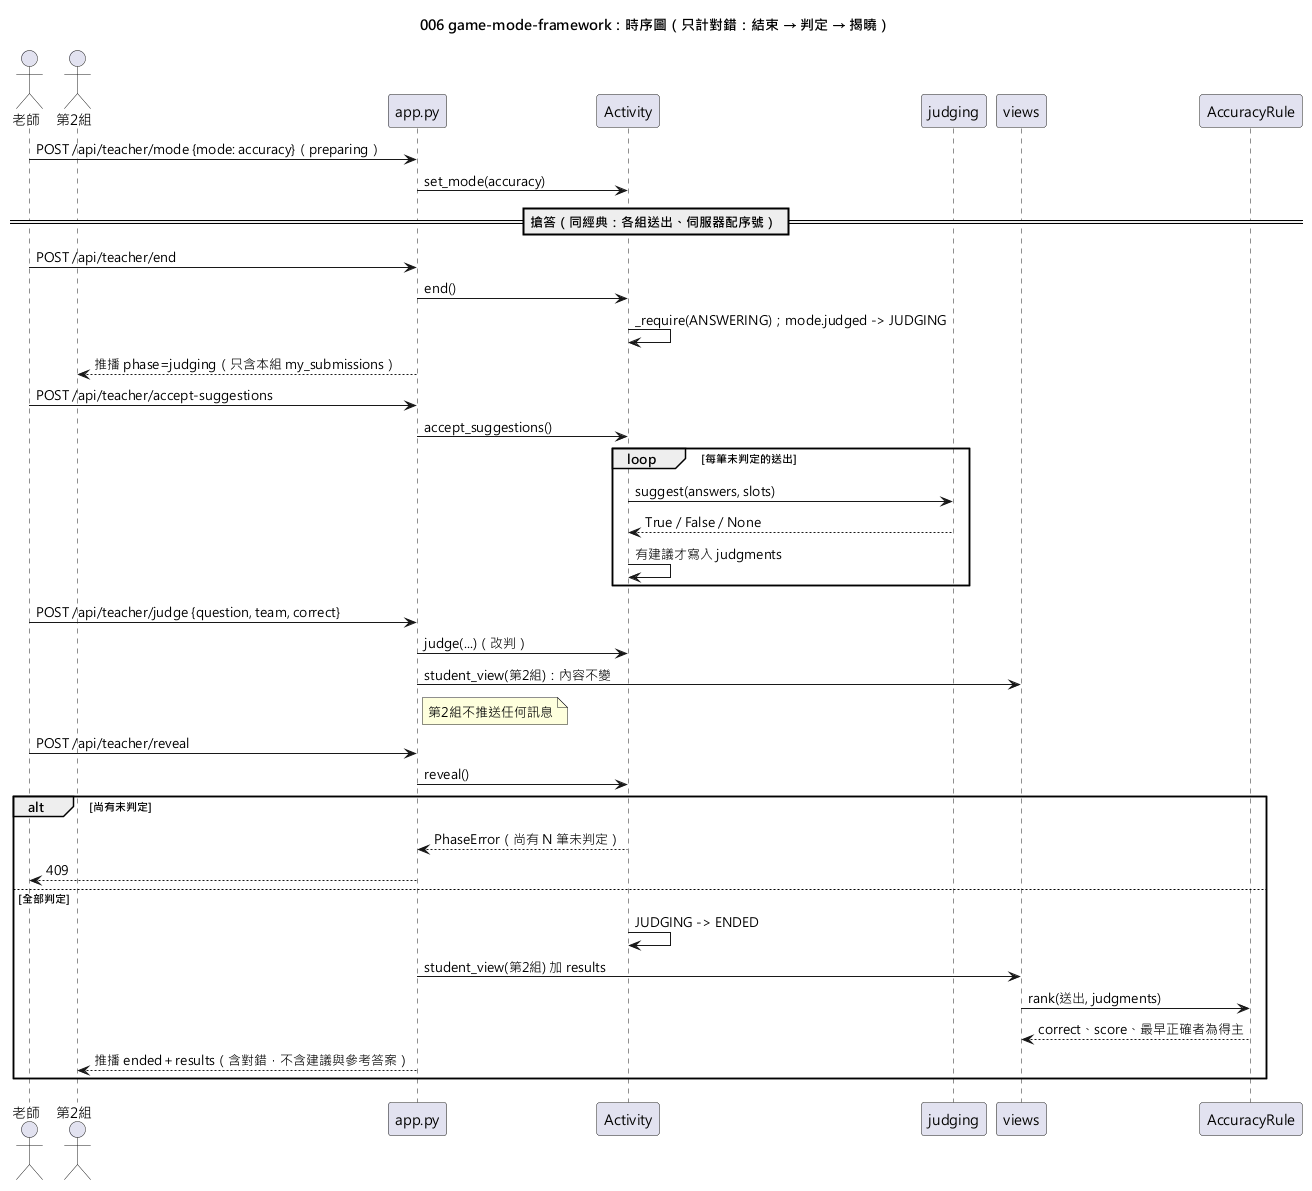 006 game-mode-framework：時序圖（只計對錯：結束 → 判定 → 揭曉）
老師
第2組
app.py
Activity
judging
views
AccuracyRule
POST /api/teacher/mode {mode: accuracy}（preparing）
set_mode(accuracy)
搶答（同經典：各組送出、伺服器配序號）
POST /api/teacher/end
end()
_require(ANSWERING)；mode.judged -> JUDGING
推播 phase=judging（只含本組 my_submissions）
POST /api/teacher/accept-suggestions
accept_suggestions()
loop
[每筆未判定的送出]
suggest(answers, slots)
True / False / None
有建議才寫入 judgments
POST /api/teacher/judge {question, team, correct}
judge(...)（改判）
student_view(第2組)：內容不變
第2組不推送任何訊息
POST /api/teacher/reveal
reveal()
alt
[尚有未判定]
PhaseError（尚有 N 筆未判定）
409
[全部判定]
JUDGING -> ENDED
student_view(第2組) 加 results
rank(送出, judgments)
correct、score、最早正確者為得主
推播 ended＋results（含對錯，不含建議與參考答案）
老師
第2組
app.py
Activity
judging
views
AccuracyRule